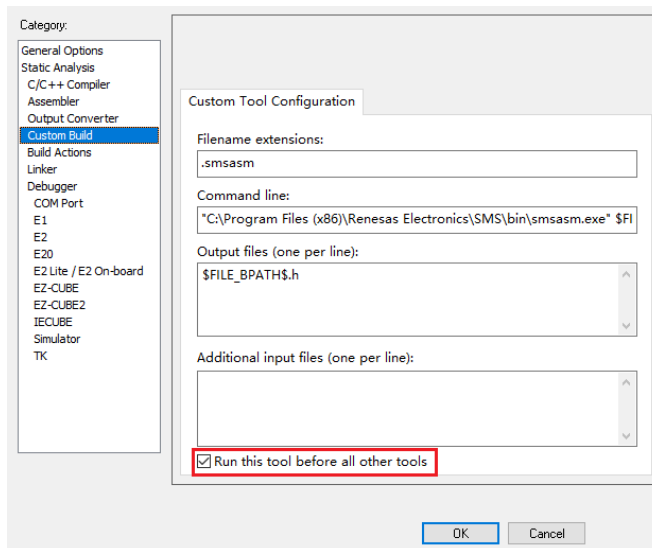 Category:
General Options
Static Analysis
C/C++ Compiler
Assembler
Output Converter
Custom Build
Build Actions
Linker
Debugger
COM Port
E1
E2
E20
E2 Lite / E2 On-board
EZ-CUBE
EZ-CUBE2
IECUBE
Simulator
TK
Custom Tool Configuration
Filename extensions:
.smsasm
Command line:
"C:\Program Files (x86)\Renesas Electronics\SMS\bin\smsasm.exe" $FI
Output files (one per line):
$FILE_BPATH$.h
Additional input files (one per line):
Run this tool before all other tools
OK
Cancel